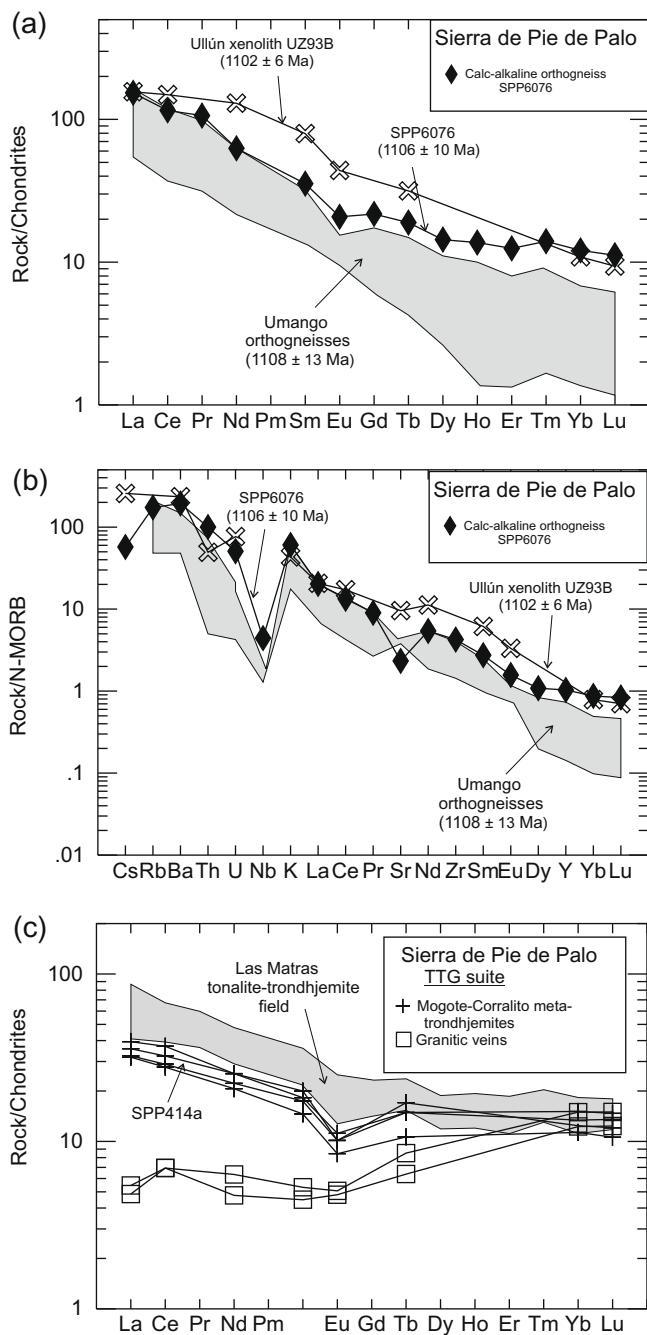 (a)
Ullún xenolith UZ93B
(1102 ± 6 Ma)
Sierra de Pie de Palo
Calc-alkaline orthogneiss
SPP6076
SPP6076
(1106 ± 10 Ma)
Umango
orthogneisses
(1108 ± 13 Ma)
Rock/Chondrites
100
10
1
La Ce Pr Nd Pm Sm Eu Gd Tb Dy Ho Er Tm Yb Lu
(b)
SPP6076
(1106 ± 10 Ma)
Sierra de Pie de Palo
Calc-alkaline orthogneiss
SPP6076
Ullún xenolith UZ93B
(1102 ± 6 Ma)
Umango
orthogneisses
(1108 ± 13 Ma)
Rock/N-MORB
100
10
1
.1
.01
Cs Rb Ba Th U Nb K La Ce Pr Sr Nd Zr Sm Eu Dy Y Yb Lu
(c)
Las Matras
tonalite-trondhjemite
field
Sierra de Pie de Palo
TTG suite
Mogote-Corralito meta-
trondhjemites
Granitic veins
SPP414a
Rock/Chondrites
100
10
1
La Ce Pr Nd Pm Eu Gd Tb Dy Ho Er Tm Yb Lu